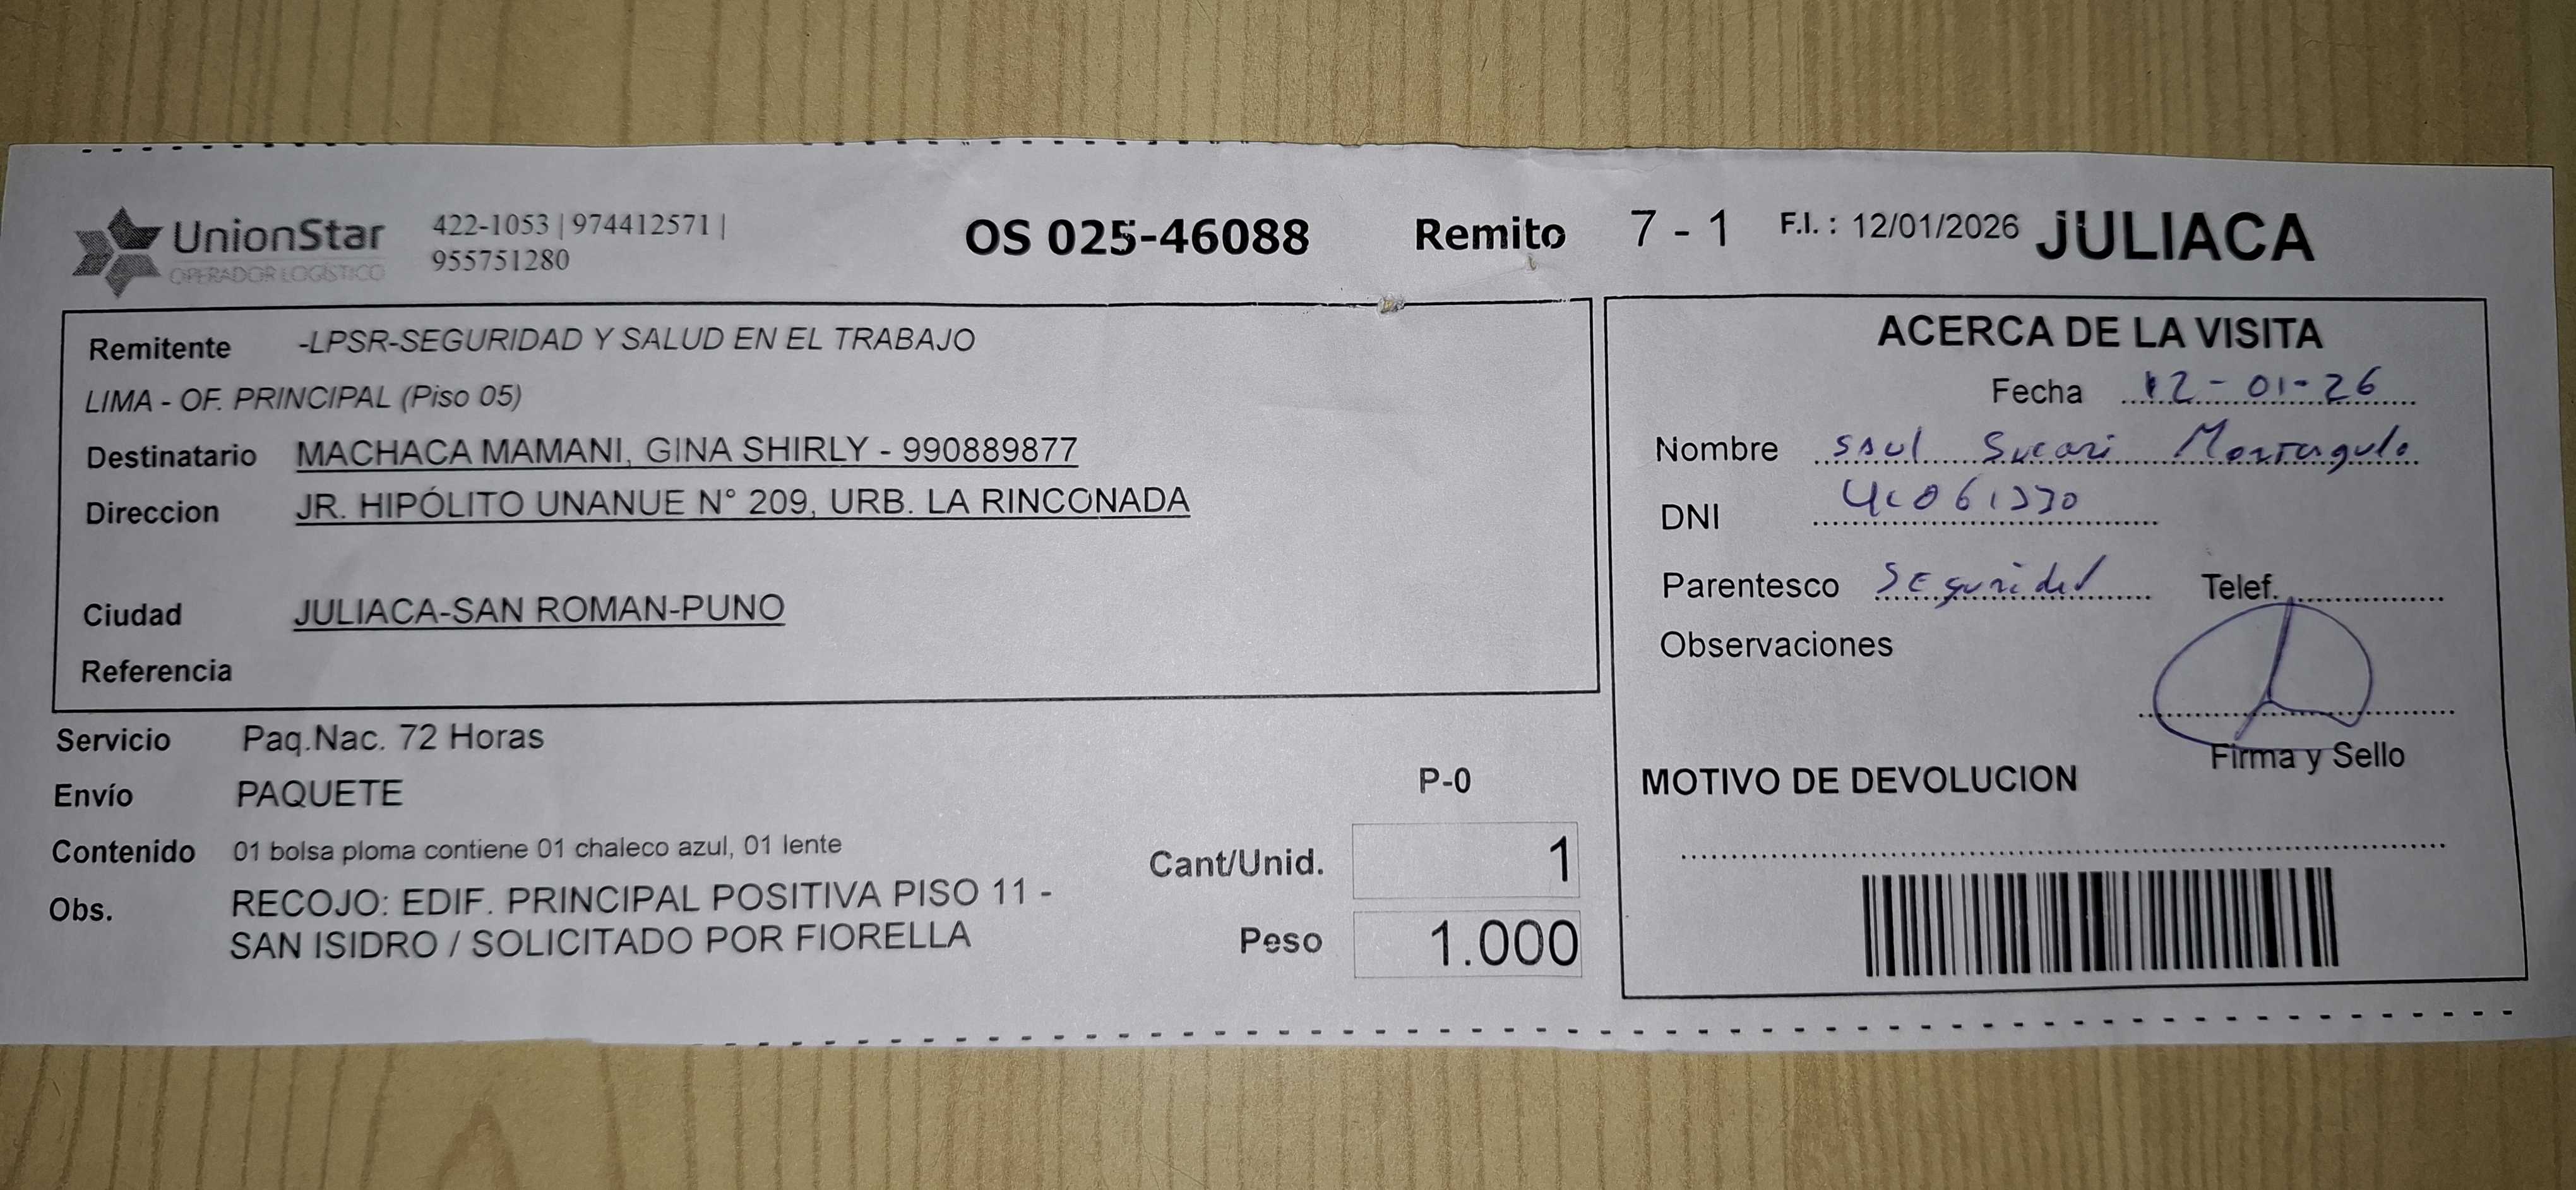 UnionStar
OPERADOR LOGÍSTICO
422-1053 | 974412571 |
955751280
OS 025-46088 Remito 7 - 1 F.I. : 12/01/2026 JULIACA
Remitente -LPSR-SEGURIDAD Y SALUD EN EL TRABAJO
LIMA - OF. PRINCIPAL (Piso 05)
Destinatario MACHACA MAMANI, GINA SHIRLY - 990889877
Direccion JR. HIPÓLITO UNANUE N° 209, URB. LA RINCONADA
Ciudad JULIACA-SAN ROMAN-PUNO
Referencia
Servicio Paq.Nac. 72 Horas
Envío PAQUETE
Contenido 01 bolsa ploma contiene 01 chaleco azul, 01 lente
Obs. RECOJO: EDIF. PRINCIPAL POSITIVA PISO 11 -
SAN ISIDRO / SOLICITADO POR FIORELLA
P-0
Cant/Unid. 1
Peso 1.000
ACERCA DE LA VISITA
Fecha 12-01-26
Nombre Saul Sucari
DNI
Parentesco Seguridad Telef.
Observaciones
Firma y Sello
MOTIVO DE DEVOLUCION